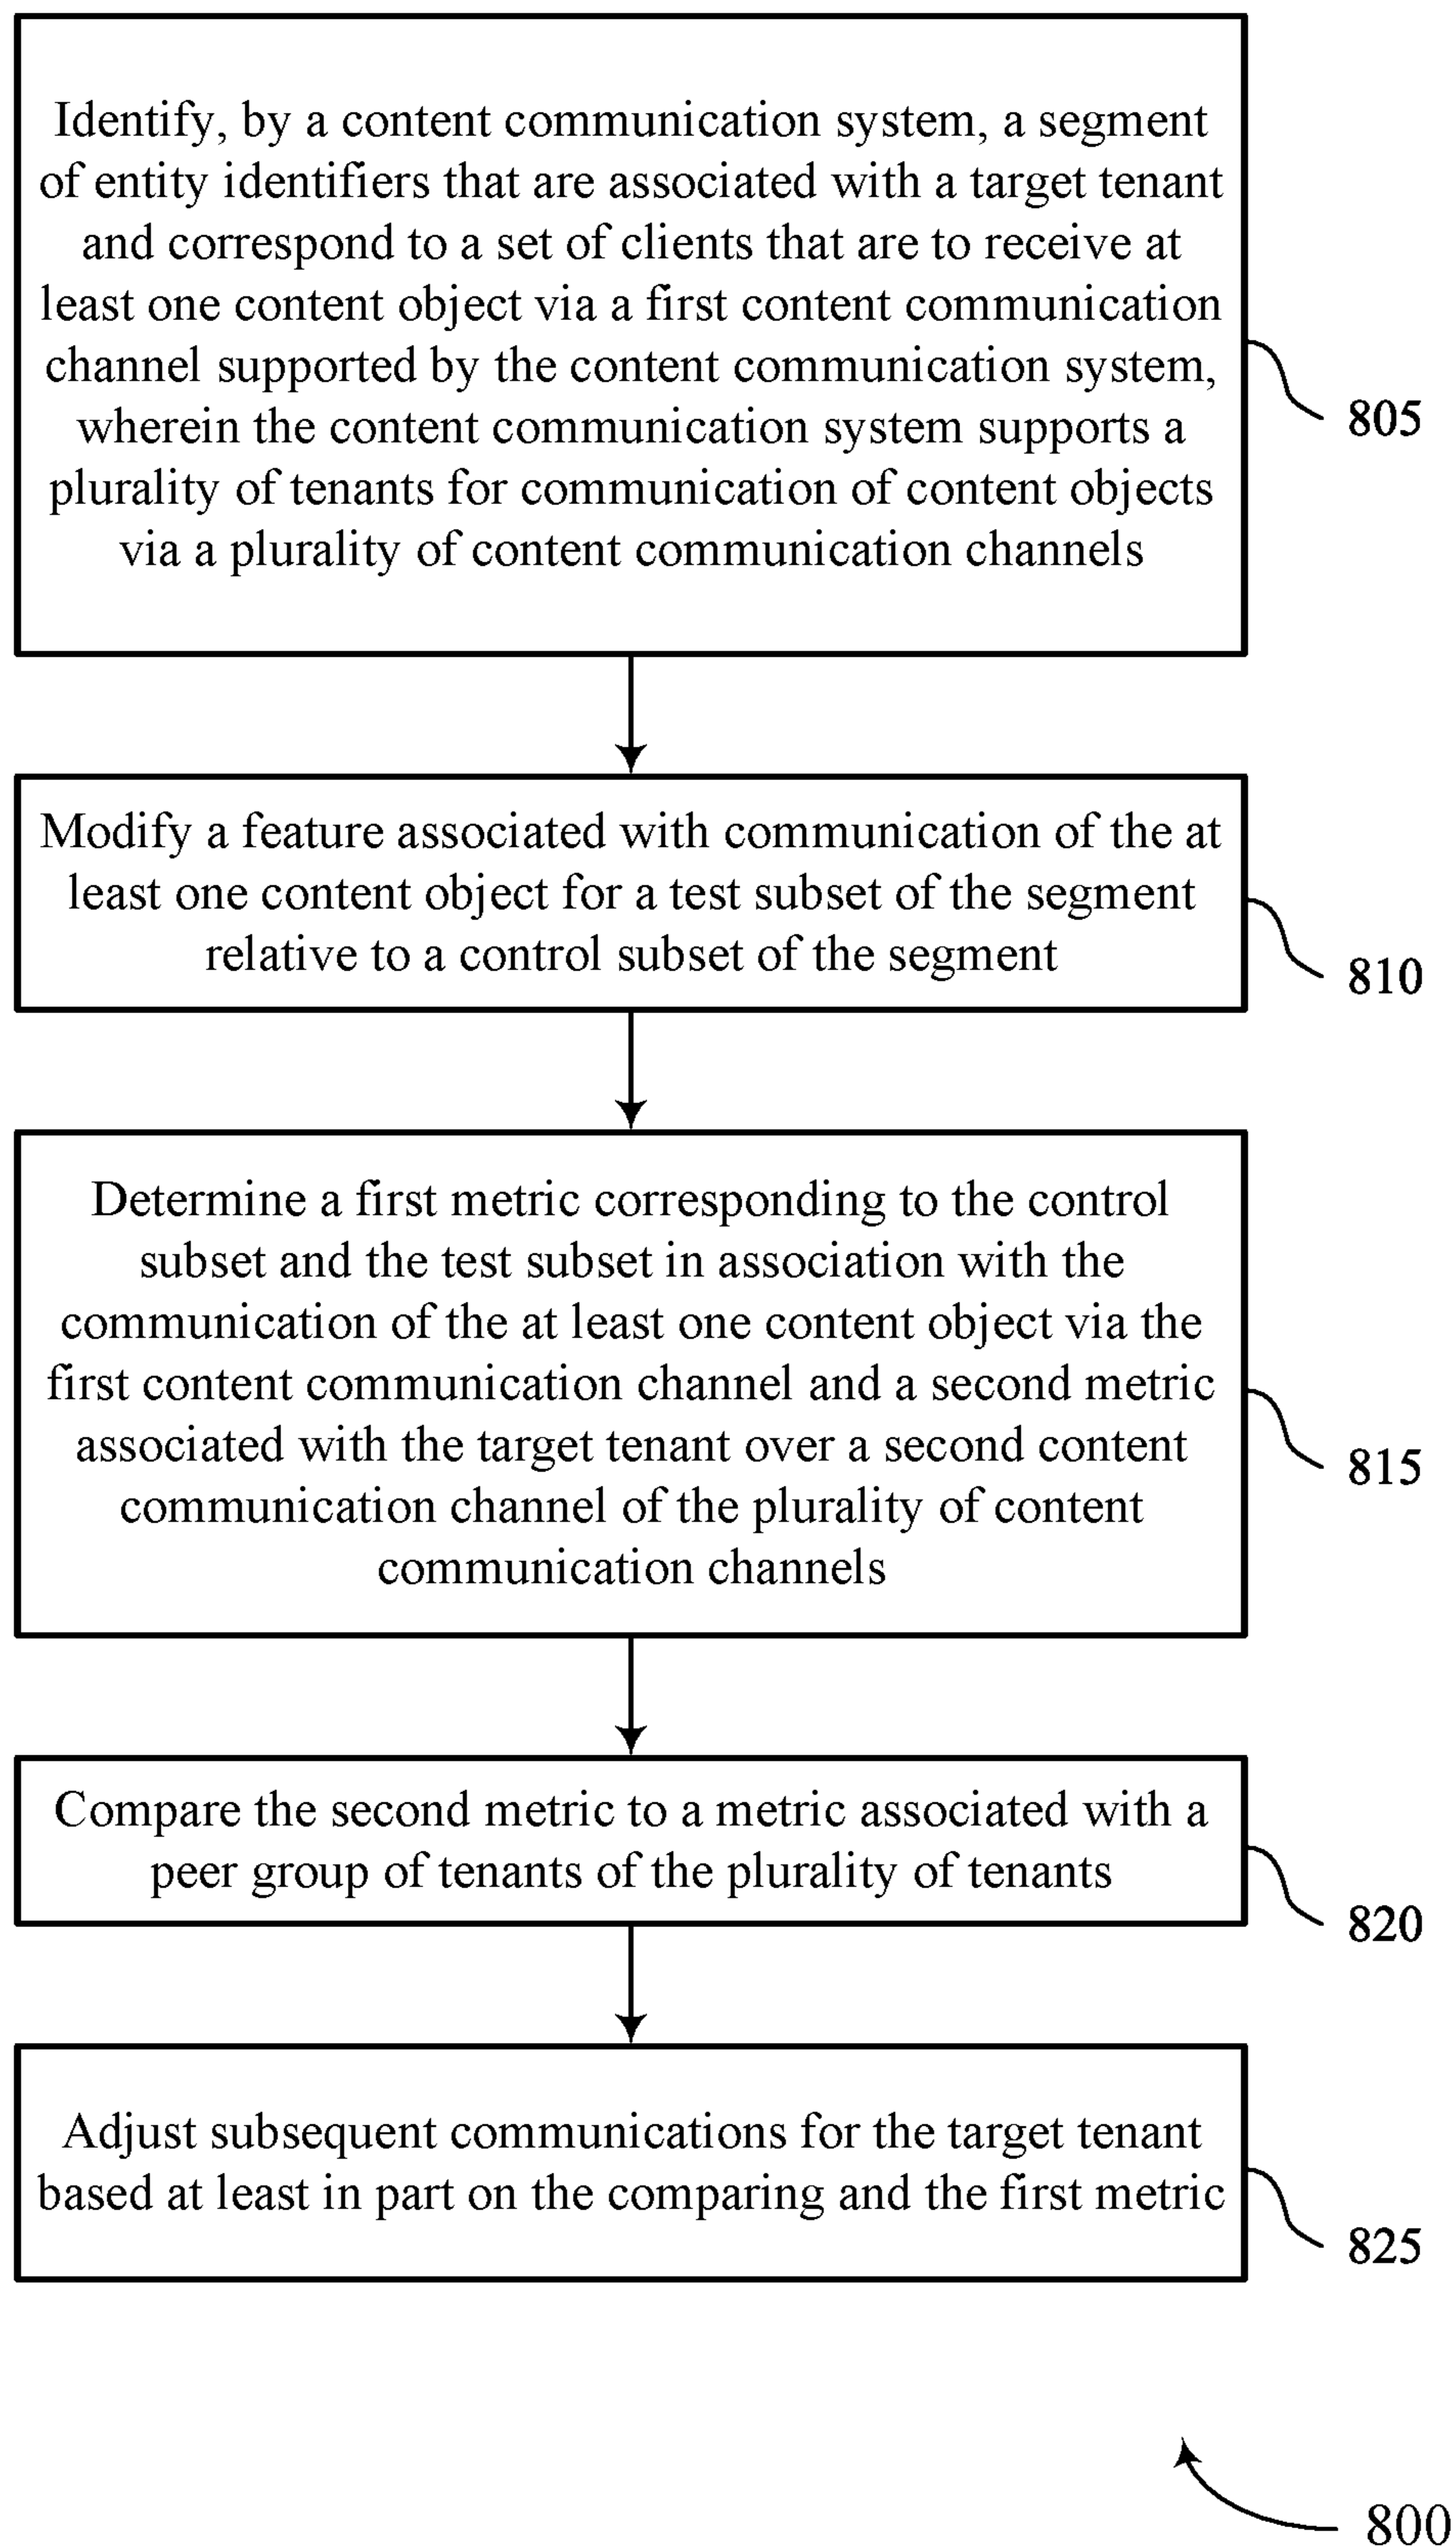 Identify, by a content communication system, a segment
of entity identifiers that are associated with a target tenant
and correspond to a set of clients that are to receive at
least one content object via a first content communication
channel supported by the content communication system,
wherein the content communication system supports a
plurality of tenants for communication of content objects
via a plurality of content communication channels
805
Modify a feature associated with communication of the at
least one content object for a test subset of the segment
relative to a control subset of the segment
810
Determine a first metric corresponding to the control
subset and the test subset in association with the
communication of the at least one content object via the
first content communication channel and a second metric
associated with the target tenant over a second content
communication channel of the plurality of content
communication channels
815
Compare the second metric to a metric associated with a
peer group of tenants of the plurality of tenants
820
Adjust subsequent communications for the target tenant
based at least in part on the comparing and the first metric
825
800